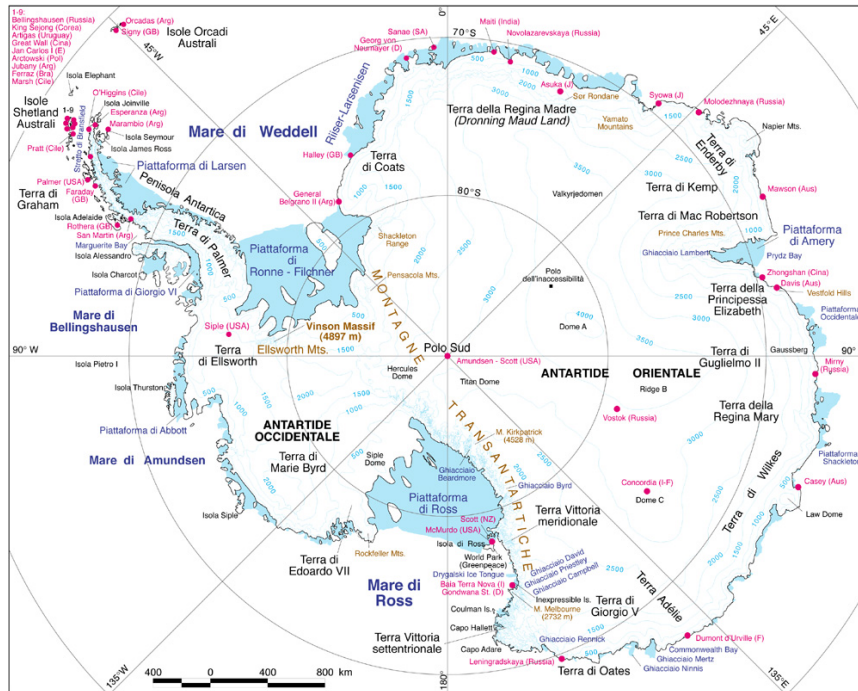 1-9:
Bellingshausen (Russia)
King Sejong (Corea)
Artigas (Uruguay)
Great Wall (Cina)
Jan Carlos I (E)
Arctowski (Pol)
Jubany (Arg)
Ferraz (Bra)
Marsh (Cile)
Orcadas (Arg)
Signy (GB)
Isole Orcadi
Australi
45°W
0°
70°S
45°E
Sanae (SA)
Georg von
Naumayer (D)
Maiti (India)
Novolazarevskaya (Russia)
Asuka (J)
Sør Rondane
Syowa (J)
Molodezhnaya (Russia)
Yamato
Mountains
Napier Mts.
Terra della Regina Madre
(Dronning Maud Land)
Riiser-Larsenisen
Mare di Weddell
Isola Elephant
O'Higgins (Cile)
Isola Joinville
Esperanza (Arg)
Marambio (Arg)
Isola Seymour
Isola James Ross
Isole
Shetland
Australi
1-9
Stretto di Bransfield
Pratt (Cile)
Piattaforma di Larsen
Palmer (USA)
Faraday
(GB)
Terra di
Graham
Penisola Antartica
Isola Adelaide
Rothera (GB)
San Martin (Arg)
Marguerite Bay
Isola Alessandro
Isola Charcot
Terra di Palmer
Piattaforma di Giorgio VI
Mare di
Bellingshausen
Halley (GB)
Terra
di Coats
General
Belgrano II (Arg)
80°S
Valkyrjedomen
Terra di
Enderby
Terra di Kemp
Mawson (Aus)
Terra di Mac Robertson
Prince Charles Mts.
Piattaforma
di Amery
Ghiacciaio Lambert
Prydz Bay
Zhongshan (Cina)
Davis (Aus)
Vestfold Hills
Terra della
Principessa
Elizabeth
Piattaforma
Occidentale
Shackleton
Range
Piattaforma
di
Ronne - Filchner
Pensacola Mts.
MONTAGNE
Polo
dell'inaccessibilità
Dome A
Siple (USA)
Vinson Massif
(4897 m)
Ellsworth Mts.
Terra
di Ellsworth
90° W
Polo Sud
Amundsen - Scott (USA)
Terra di
Guglielmo II
Gaussberg
90°
Mirny
(Russia)
Isola Pietro I
Isola Thurston
Hercules
Dome
Titan Dome
ANTARTIDE ORIENTALE
Ridge B
Vostok (Russia)
Terra della
Regina Mary
Piattaforma di Abbott
ANTARTIDE
OCCIDENTALE
TRANSANTARTICHE
M. Kirkpatrick
(4528 m)
Mare di Amundsen
Terra di
Marie Byrd
Siple
Dome
Ghiacciaio
Beardmore
Ghiacciaio Byrd
Piattaforma
Shackleton
Concordia (I-F)
Dome C
Casey (Aus)
Law Dome
Terra di Wilkes
Piattaforma
di Ross
Isola Siple
Scott (NZ)
McMurdo (USA)
Isola di Ross
Terra Vittoria
meridionale
Rockfeller Mts.
Terra di
Edoardo VII
World Park
(Greenpeace)
Ghiacciaio David
Ghiacciaio Priestley
Ghiacciaio Campbell
Drygalski Ice Tongue
Baia Terra Nova (I)
Gondwana St. (D)
Mare di
Ross
Inexpressible Is.
M. Melbourne
(2732 m)
Coulman Is.
Capo Hallett
Terra Vittoria
settentrionale
Capo Adare
Terra di
Giorgio V
Terra Adélie
Ghiacciaio Rennick
Dumont d'Urville (F)
Commonwealth Bay
Ghiacciaio Mertz
Ghiacciaio Ninnis
Leningradskaya (Russia)
Terra di Oates
135°W
180°
135°E
400 0 400 800 km